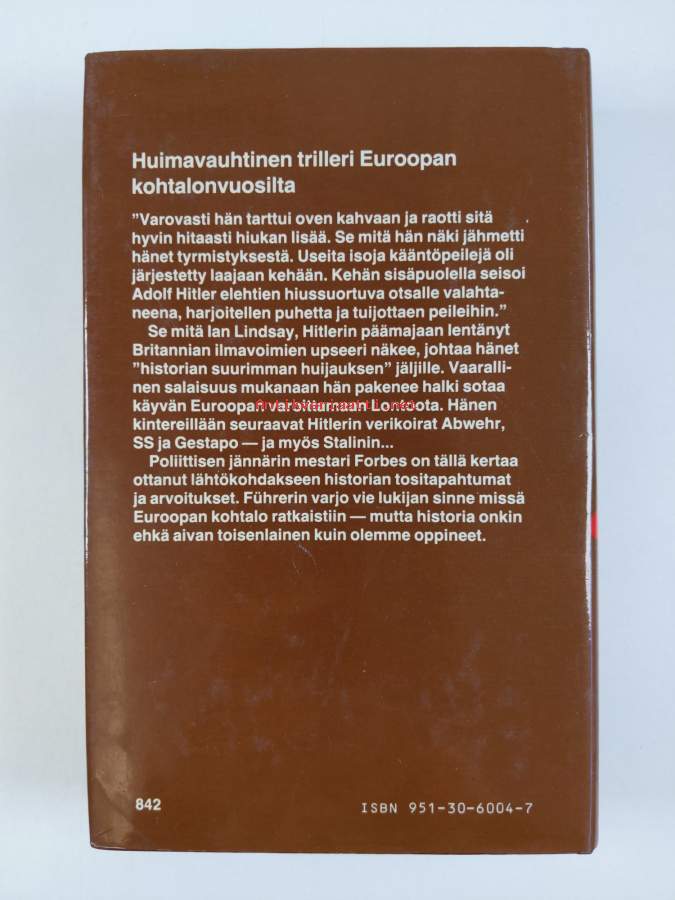 Huimavauhtinen trilleri Euroopan
kohtalonvuosilta
"Varovasti hän tarttui oven kahvaan ja raotti sitä
hyvin hitaasti hiukan lisää. Se mitä hän näki jähmetti
hänet tyrmistyksestä. Useita isoja kääntöpeilejä oli
järjestetty laajaan kehään. Kehän sisäpuolella seisoi
Adolf Hitler elehtien hiussuortuva otsalle valahta-
neena, harjoitellen puhetta ja tuijottaen peileihin."
Se mitä Ian Lindsay, Hitlerin päämajaan lentänyt
Britannian ilmavoimien upseeri näkee, johtaa hänet
"historian suurimman huijauksen" jäljille. Vaaralli-
nen salaisuus mukanaan hän pakenee halki sotaa
käyvän Euroopan varoittamaan Lontoota. Hänen
kintereillään seuraavat Hitlerin verikoirat Abwehr,
SS ja Gestapo — ja myös Stalinin...
Poliittisen jännärin mestari Forbes on tällä kertaa
ottanut lähtökohdakseen historian tositapahtumat
ja arvoitukset. Führerin varjo vie lukijan sinne missä
Euroopan kohtalo ratkaistiin — mutta historia onkin
ehkä aivan toisenlainen kuin olemme oppineet.
842
ISBN 951-30-6004-7